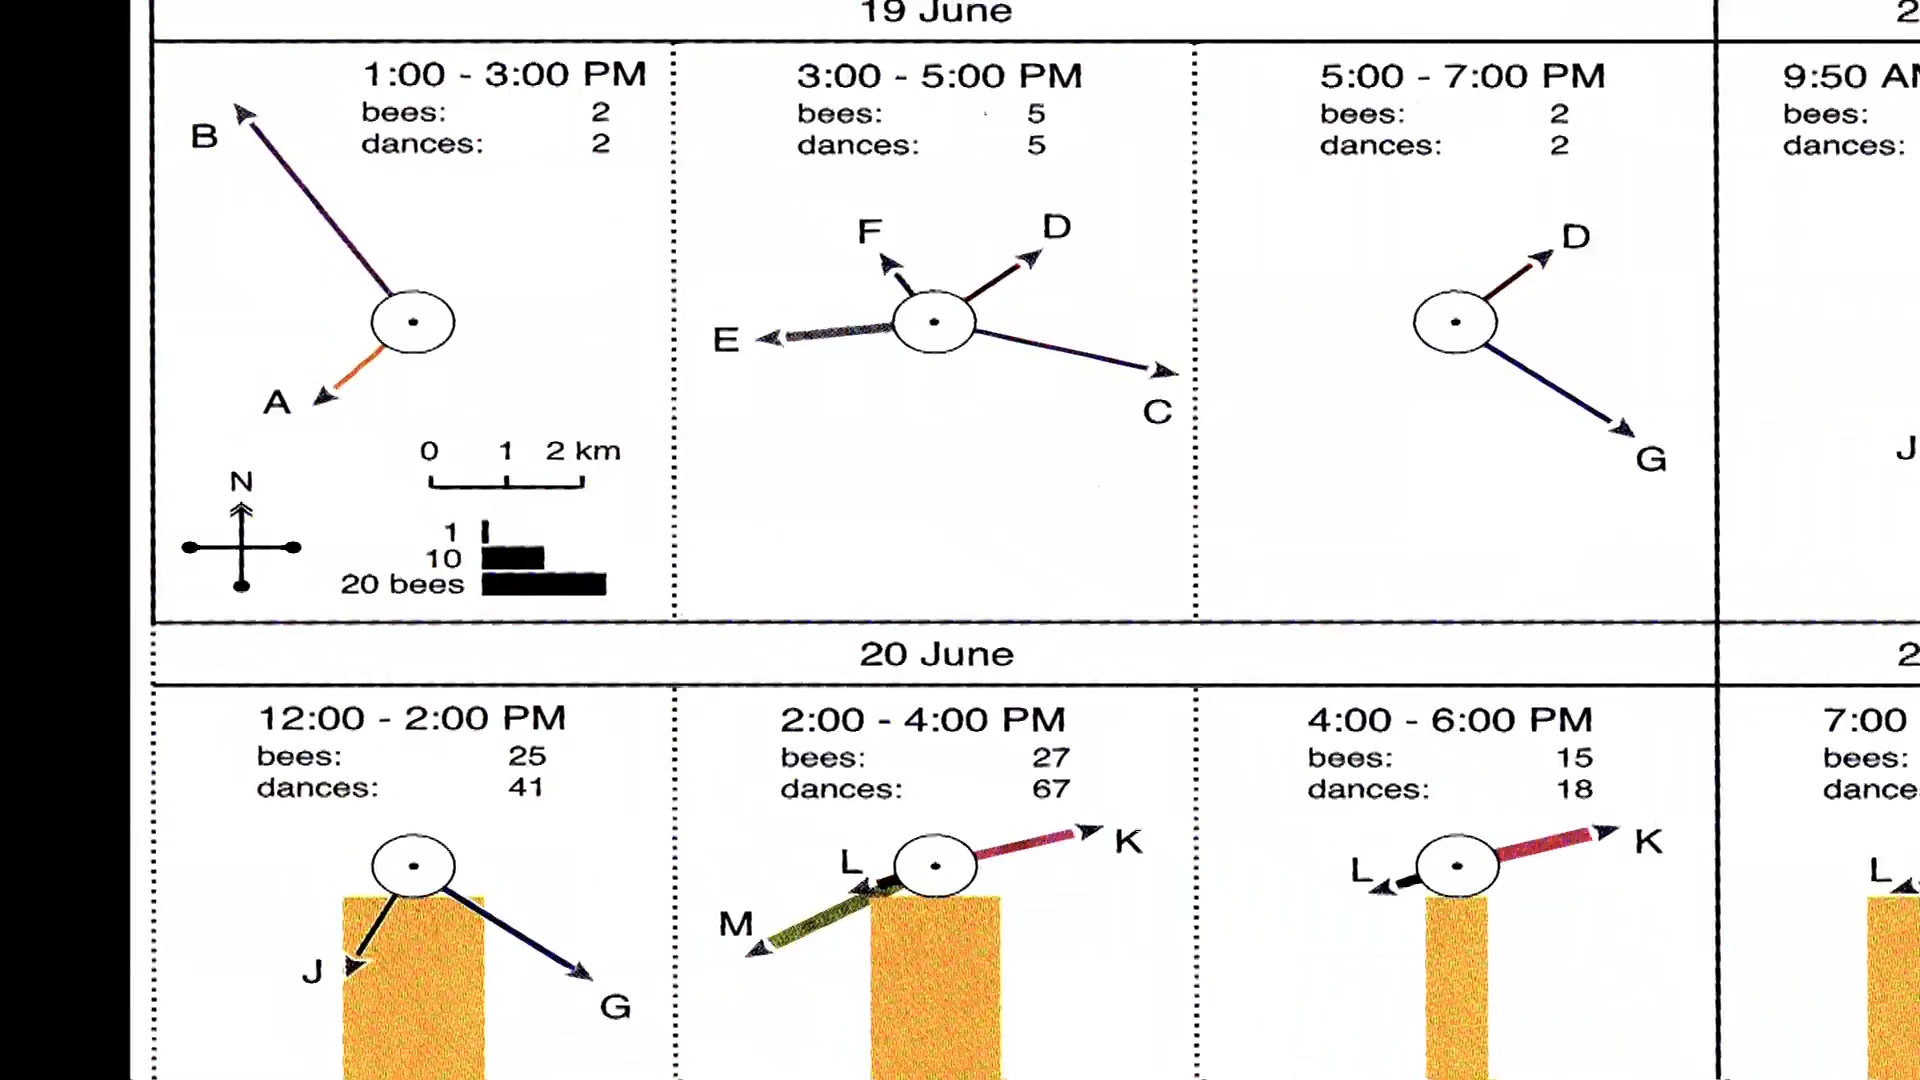 19 June
2
1:00 - 3:00 PM
bees: 2
dances: 2
B
A
0 1 2 km
N
1
10
20 bees
3:00 - 5:00 PM
bees: 5
dances: 5
F
D
E
C
5:00 - 7:00 PM
bees: 2
dances: 2
D
G
9:50 A
bees:
dances:
J
20 June
2
12:00 - 2:00 PM
bees: 25
dances: 41
J
G
2:00 - 4:00 PM
bees: 27
dances: 67
L
K
M
4:00 - 6:00 PM
bees: 15
dances: 18
L
K
7:00
bees:
dance
L